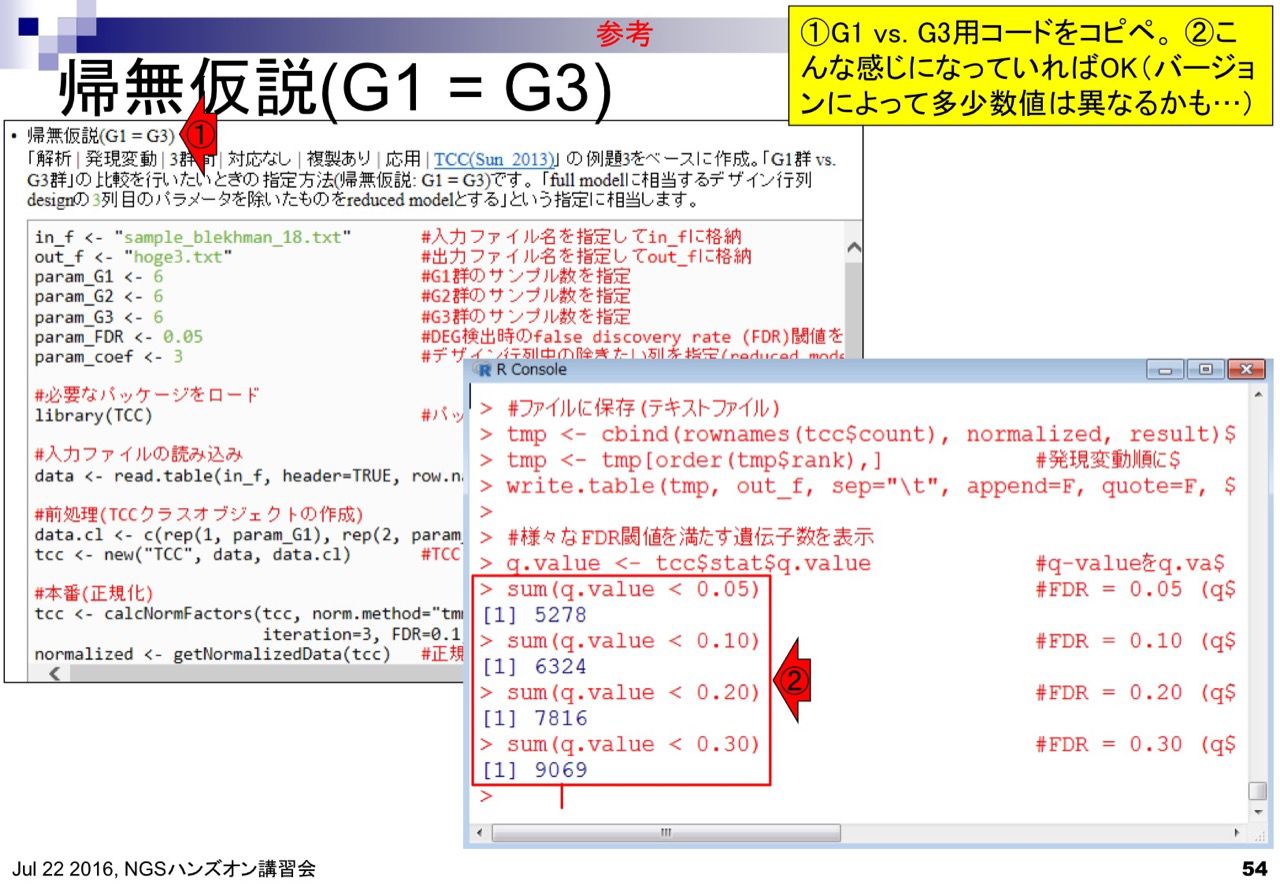 参考
帰無仮説(G1 = G3)
①G1 vs. G3用コードをコピペ。②こ
んな感じになっていればOK(バージョ
ンによって多少数値は異なるかも…)
• 帰無仮説(G1 = G3)
①
「解析 | 発現変動 | 3群間 | 対応なし | 複製あり | 応用 | TCC(Sun_2013)」の例題3をベースに作成。「G1群 vs.
G3群」の比較を行いたいときの指定方法(帰無仮説: G1 = G3)です。「full modelに相当するデザイン行列
designの3列目のパラメータを除いたものをreduced modelとする」という指定に相当します。
in_f <- "sample_blekhman_18.txt" #入力ファイル名を指定してin_fに格納
out_f <- "hoge3.txt" #出力ファイル名を指定してout_fに格納
param_G1 <- 6 #G1群のサンプル数を指定
param_G2 <- 6 #G2群のサンプル数を指定
param_G3 <- 6 #G3群のサンプル数を指定
param_FDR <- 0.05 #DEG検出時のfalse discovery rate (FDR)閾値を
param_coef <- 3 #デザイン行列中の除きたい列を指定(reduced mode
#必要なパッケージをロード
library(TCC) #パッ
#入力ファイルの読み込み
data <- read.table(in_f, header=TRUE, row.na
#前処理(TCCクラスオブジェクトの作成)
data.cl <- c(rep(1, param_G1), rep(2, param_
tcc <- new("TCC", data, data.cl) #TCC
#本番(正規化)
tcc <- calcNormFactors(tcc, norm.method="tmm
iteration=3, FDR=0.1
normalized <- getNormalizedData(tcc) #正規
R Console
> #ファイルに保存(テキストファイル)
> tmp <- cbind(rownames(tcc$count), normalized, result)$
> tmp <- tmp[order(tmp$rank),] #発現変動順に$
> write.table(tmp, out_f, sep="\t", append=F, quote=F, $
>
> #様々なFDR閾値を満たす遺伝子数を表示
> q.value <- tcc$stat$q.value #q-valueをq.va$
> sum(q.value < 0.05) #FDR = 0.05 (q$
[1] 5278
> sum(q.value < 0.10) #FDR = 0.10 (q$
[1] 6324
> sum(q.value < 0.20) #FDR = 0.20 (q$
[1] 7816
> sum(q.value < 0.30) #FDR = 0.30 (q$
[1] 9069
>
②
Jul 22 2016, NGSハンズオン講習会
54